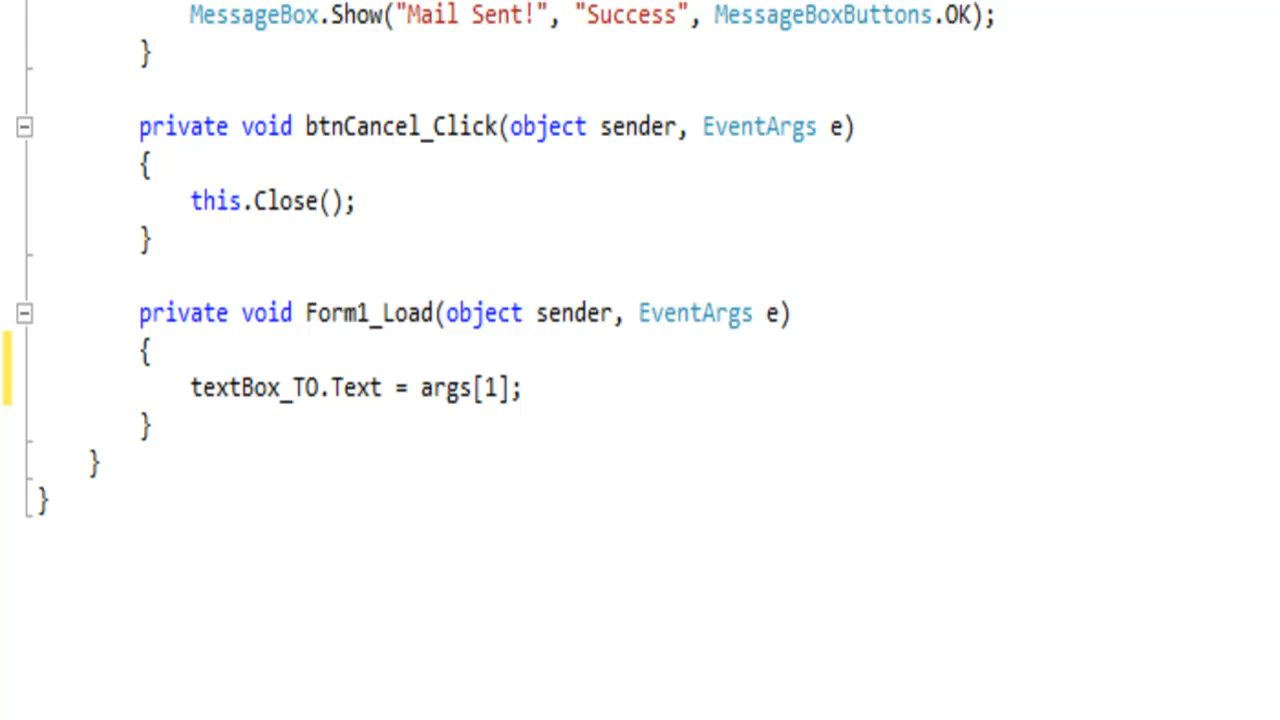 MessageBox.Show("Mail Sent!", "Success", MessageBoxButtons.OK);
}
private void btnCancel_Click(object sender, EventArgs e)
{
this.Close();
}
private void Form1_Load(object sender, EventArgs e)
{
textBox_TO.Text = args[1];
}
}
}